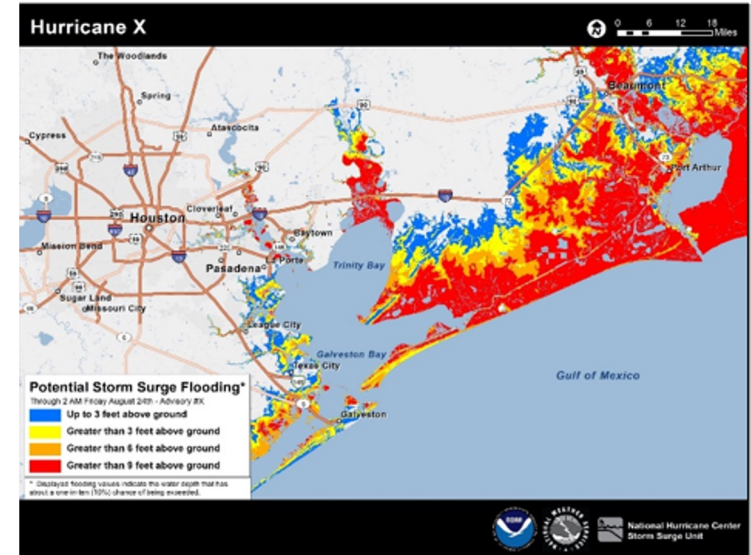 Hurricane X
0 6 12 18
Miles
The Woodlands
Spring
Cypress
Atascocita
90
Beaumont
Port Arthur
73
Houston
Cloverleaf
Baytown
Mission Bend
Pasadena
La Porte
Trinity Bay
Sugar Land
Missouri City
League City
Galveston Bay
Texas City
Gulf of Mexico
Galveston
Potential Storm Surge Flooding*
Through 2 AM Friday August 24th - Advisory #X
Up to 3 feet above ground
Greater than 3 feet above ground
Greater than 6 feet above ground
Greater than 9 feet above ground
* Displayed flooding values indicate the water depth that has
about a one-in-ten (10%) chance of being exceeded.
NOAA
National Hurricane Center
Storm Surge Unit